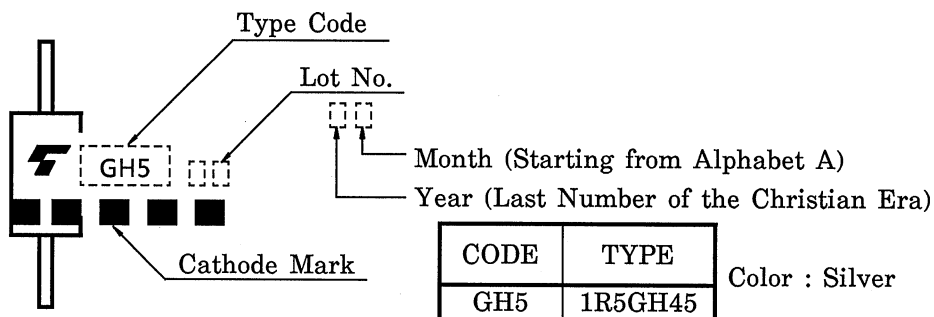 Type Code
Lot No.
GH5
Month (Starting from Alphabet A)
Year (Last Number of the Christian Era)
Cathode Mark
CODE TYPE
Color : Silver
GH5 1R5GH45